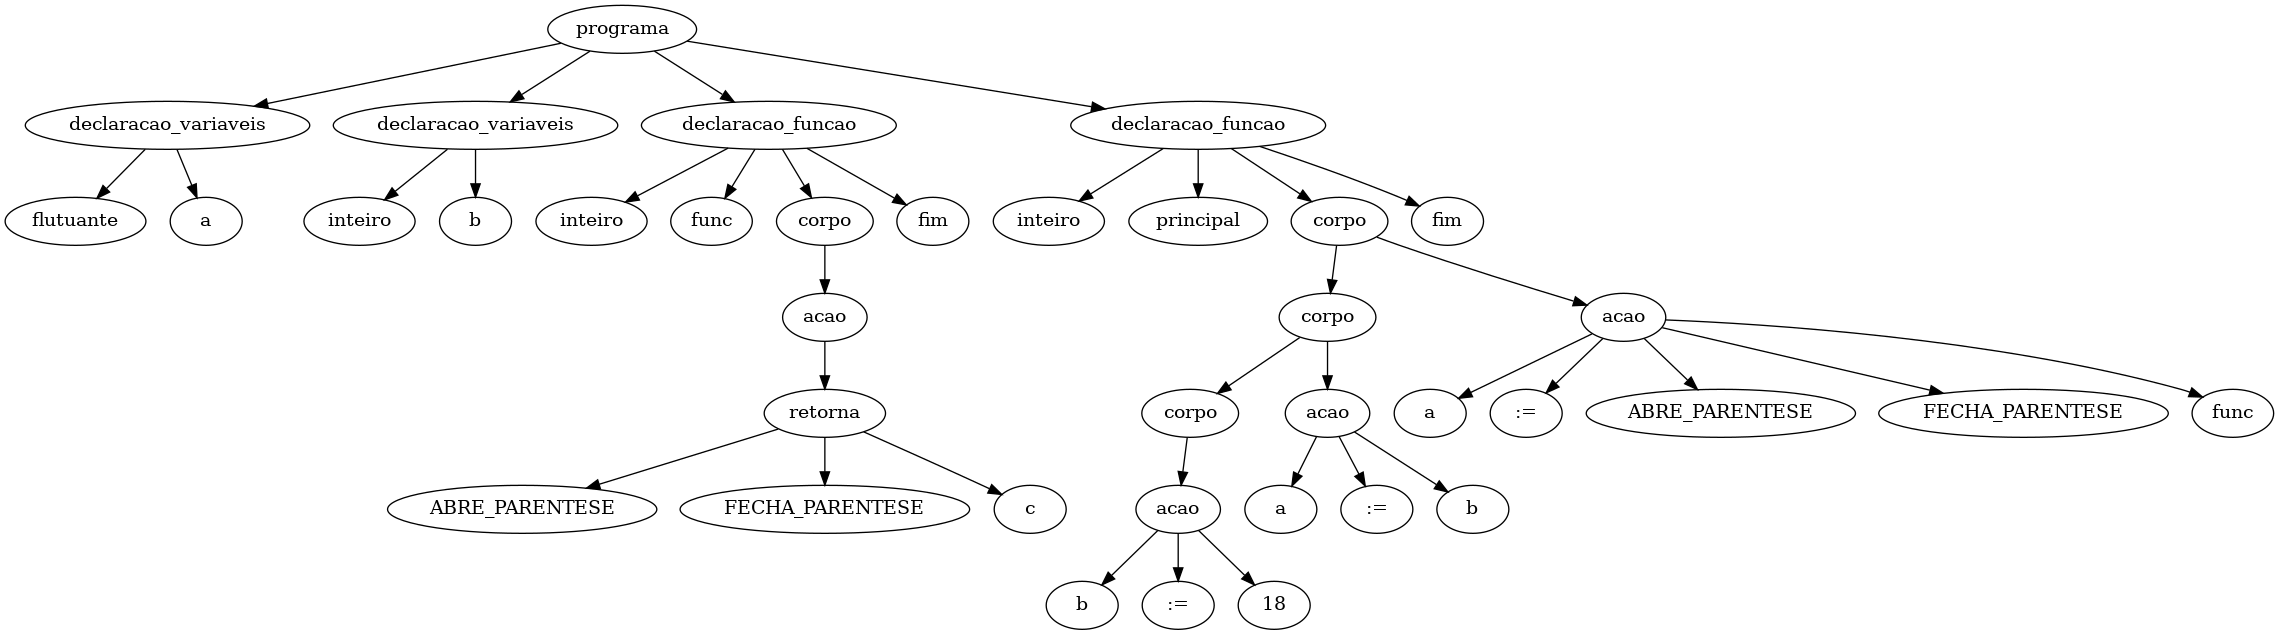 programa
declaracao_variaveis
declaracao_variaveis
declaracao_funcao
declaracao_funcao
flutuante
a
inteiro
b
inteiro
func
corpo
fim
inteiro
principal
corpo
fim
acao
corpo
acao
retorna
corpo
acao
a
:=
ABRE_PARENTESE
FECHA_PARENTESE
func
ABRE_PARENTESE
FECHA_PARENTESE
c
acao
a
:=
b
b
:=
18